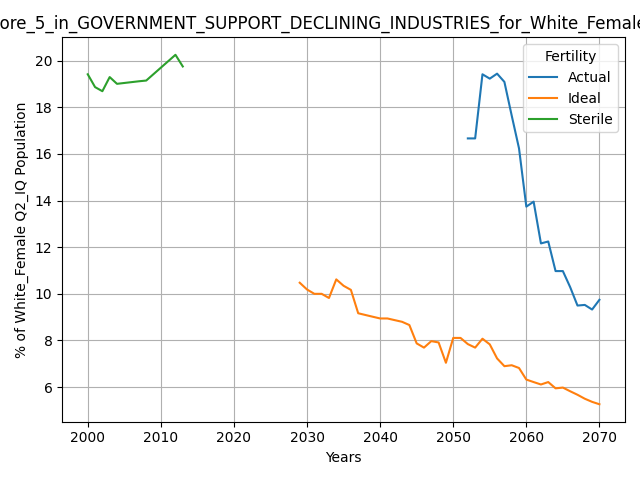 ore_5_in_GOVERNMENT_SUPPORT_DECLINING_INDUSTRIES_for_White_Female
Fertility
Actual
Ideal
Sterile
% of White_Female Q2_IQ Population
20
18
16
14
12
10
8
6
2000 2010 2020 2030 2040 2050 2060 2070
Years